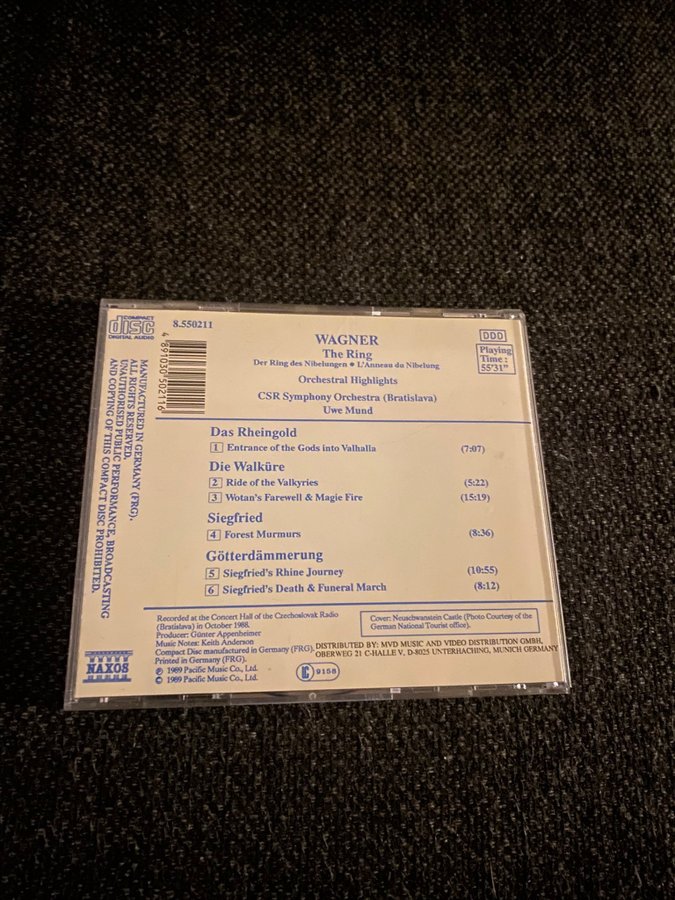 COMPACT
disc
DIGITAL AUDIO
8.550211
4 891030 502116
MANUFACTURED IN GERMANY (FRG).
ALL RIGHTS RESERVED.
UNAUTHORISED PUBLIC PERFORMANCE, BROADCASTING
AND COPYING OF THIS COMPACT DISC PROHIBITED.
WAGNER
The Ring
Der Ring des Nibelungen • L'Anneau du Nibelung
Orchestral Highlights
CSR Symphony Orchestra (Bratislava)
Uwe Mund
DDD
Playing
Time :
55'31"
Das Rheingold
1 Entrance of the Gods into Valhalla (7:07)
Die Walküre
2 Ride of the Valkyries (5:22)
3 Wotan's Farewell & Magic Fire (15:19)
Siegfried
4 Forest Murmurs (8:36)
Götterdämmerung
5 Siegfried's Rhine Journey (10:55)
6 Siegfried's Death & Funeral March (8:12)
Recorded at the Concert Hall of the Czechoslovak Radio
(Bratislava) in October 1988.
Producer: Günter Appenheimer
Music Notes: Keith Anderson
Compact Disc manufactured in Germany (FRG).
Printed in Germany (FRG).
℗ 1989 Pacific Music Co., Ltd.
© 1989 Pacific Music Co., Ltd.
Cover: Neuschwanstein Castle (Photo Courtesy of the
German National Tourist office).
DISTRIBUTED BY: MVD MUSIC AND VIDEO DISTRIBUTION GMBH,
OBERWEG 21 C-HALLE V, D-8025 UNTERHACHING, MUNICH GERMANY
LC 9158
NAXOS